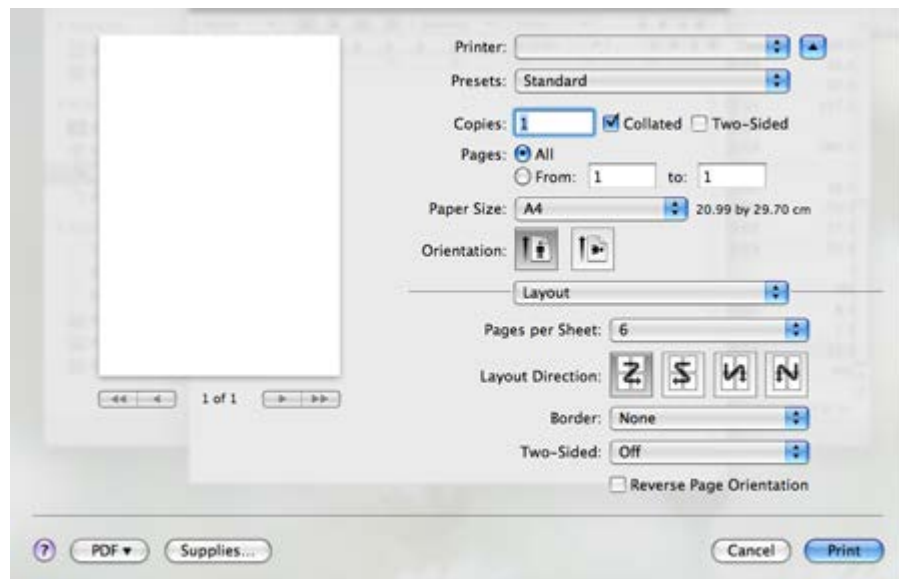 Printer:
Presets: Standard
Copies: 1 Collated Two-Sided
Pages: All
From: 1 to: 1
Paper Size: A4 20.99 by 29.70 cm
Orientation:
Layout
Pages per Sheet: 6
Layout Direction:
1 of 1
Border: None
Two-Sided: Off
Reverse Page Orientation
? PDF Supplies... Cancel Print